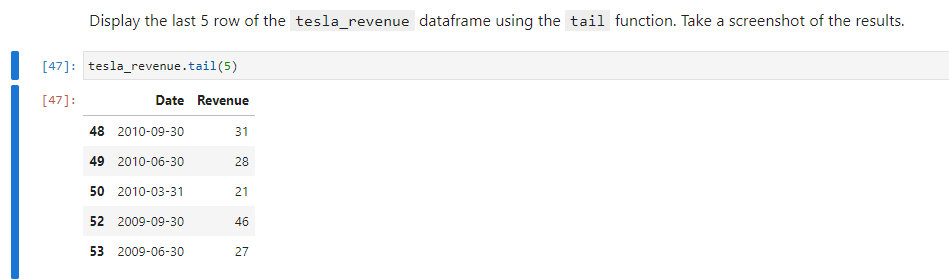 Display the last 5 row of the tesla_revenue dataframe using the tail function. Take a screenshot of the results.
[47]: tesla_revenue.tail(5)
[47]:
Date Revenue
48 2010-09-30 31
49 2010-06-30 28
50 2010-03-31 21
52 2009-09-30 46
53 2009-06-30 27